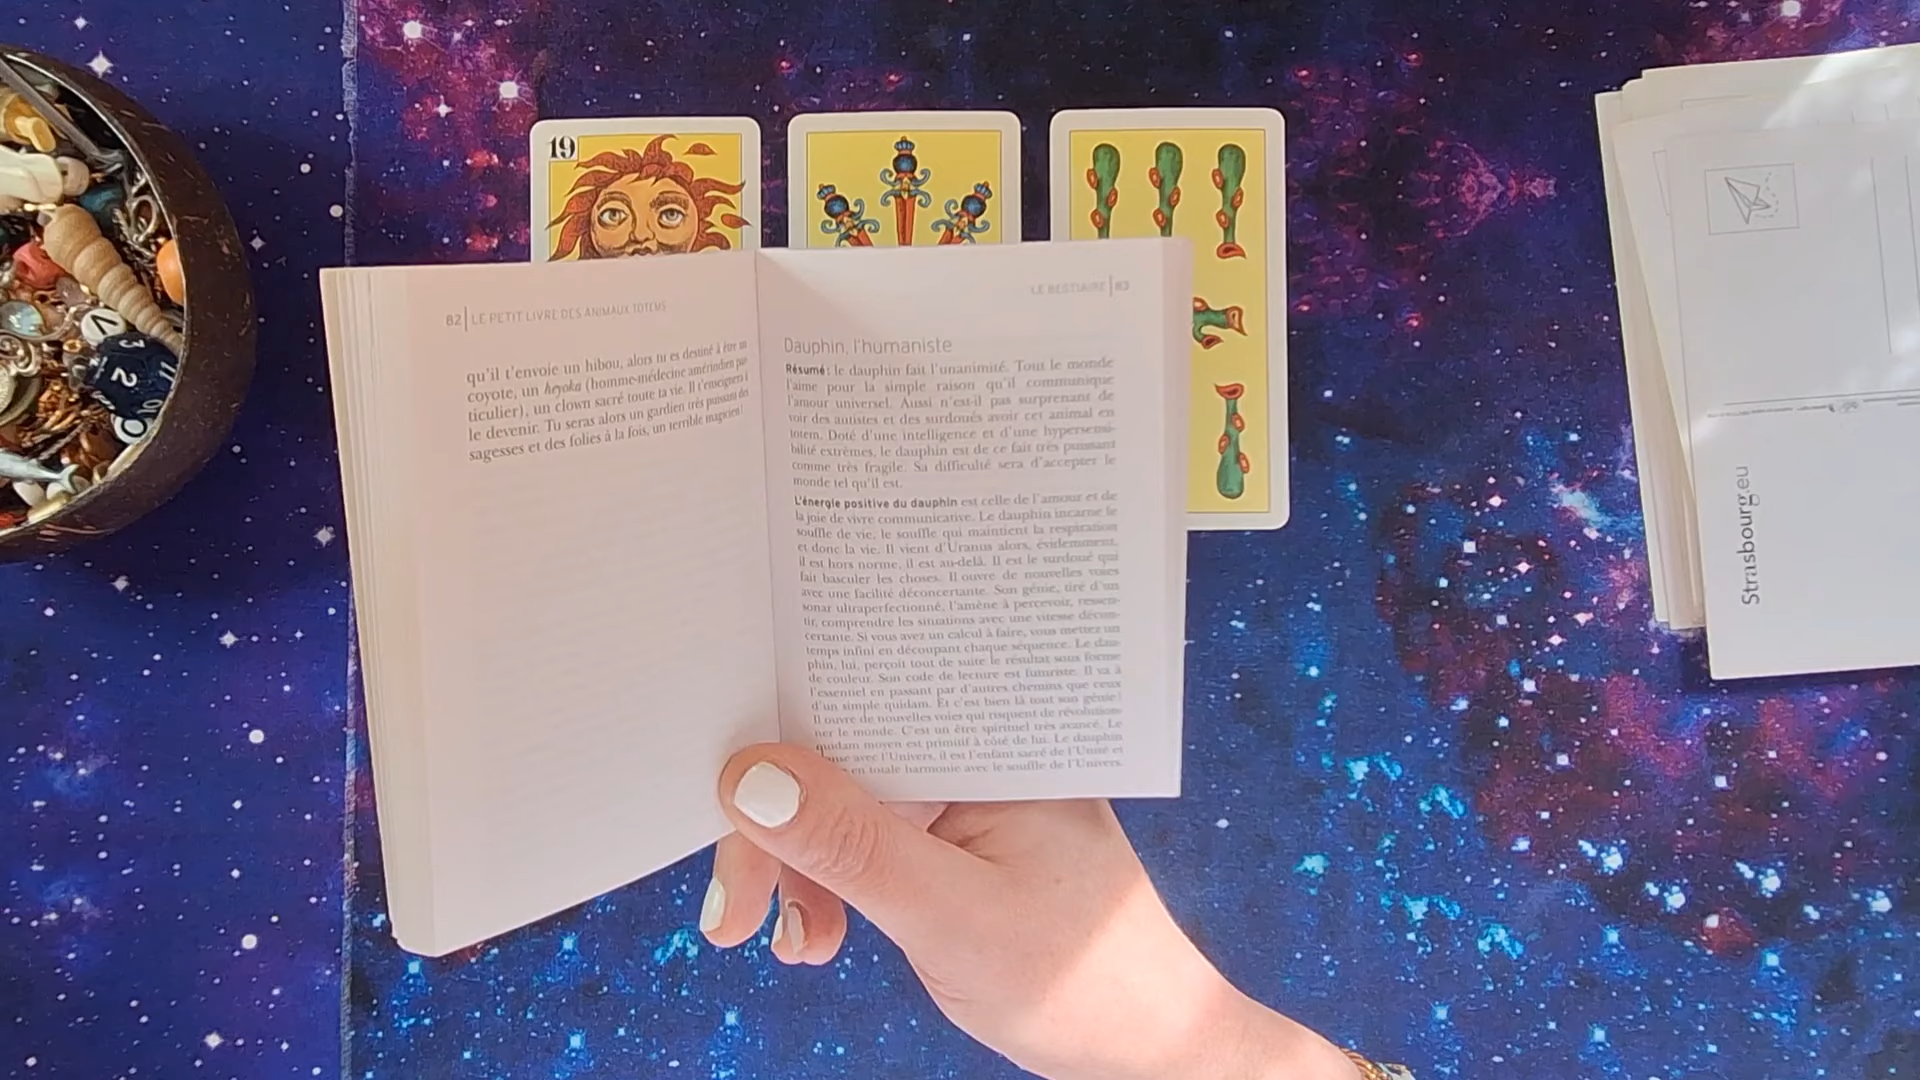 19
82 | LE PETIT LIVRE DES ANIMAUX TOTEMS
qu'il t'envoie un hibou, alors tu es destiné à être un
coyote, un heyoka (homme-médecine amérindien par
ticulier), un clown sacré toute ta vie. Il t'enseignera à
le devenir. Tu seras alors un gardien très puissant des
sagesses et des folies à la fois, un terrible magicien!
LE BESTIAIRE | 83
Dauphin, l'humaniste
Résumé: le dauphin fait l'unanimité. Tout le monde
l'aime pour la simple raison qu'il communique
l'amour universel. Aussi n'est-il pas surprenant de
voir des autistes et des surdoués avoir cet animal en
totem. Doté d'une intelligence et d'une hypersensi-
bilité extrêmes, le dauphin est de ce fait très puissant
comme très fragile. Sa difficulté sera d'accepter le
monde tel qu'il est.
L'énergie positive du dauphin est celle de l'amour et de
la joie de vivre communicative. Le dauphin incarne le
souffle de vie, le souffle qui maintient la respiration
et donc la vie. Il vient d'Uranus alors, évidemment,
il est hors norme, il est au-delà. Il est le surdoué qui
fait basculer les choses. Il ouvre de nouvelles voies
avec une facilité déconcertante. Son génie, tiré d'un
sonar ultraperfectionné, l'amène à percevoir, ressen-
tir, comprendre les situations avec une vitesse décon-
certante. Si vous avez un calcul à faire, vous mettez un
temps infini en découpant chaque séquence. Le dau-
phin, lui, perçoit tout de suite le résultat sous forme
de couleur. Son code de lecture est futuriste. Il va à
l'essentiel en passant par d'autres chemins que ceux
d'un simple quidam. Et c'est bien là tout son génie!
Il ouvre de nouvelles voies qui risquent de révolution-
ner le monde. C'est un être spirituel très avancé. Le
quidam moyen est primitif à côté de lui. Le dauphin
avec l'Univers, il est l'enfant sacré de l'Unité et
en totale harmonie avec le souffle de l'Univers.
Strasbourg.eu
V
2
11
10